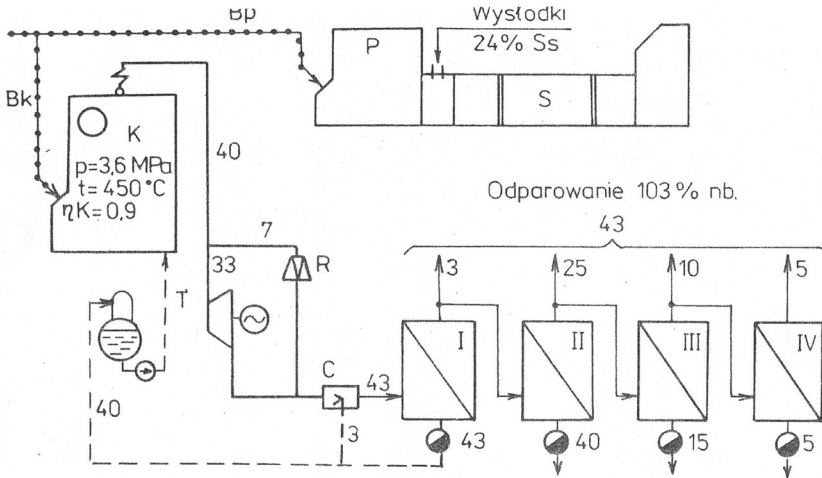 Bp
Wysłodki
24% Ss
P
S
Bk
K
p=3,6 MPa
t=450°C
ηK=0,9
40
Odparowanie 103% nb.
43
7
3
25
10
5
33
R
T
I
II
III
IV
C
43
40
3
43
40
15
5